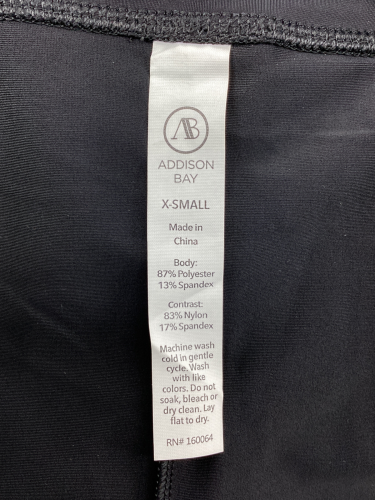 AB
ADDISON
BAY
X-SMALL
Made in
China
Body:
87% Polyester
13% Spandex
Contrast:
83% Nylon
17% Spandex
Machine wash
cold in gentle
cycle. Wash
with like
colors. Do not
soak, bleach or
dry clean. Lay
flat to dry.
RN# 160064